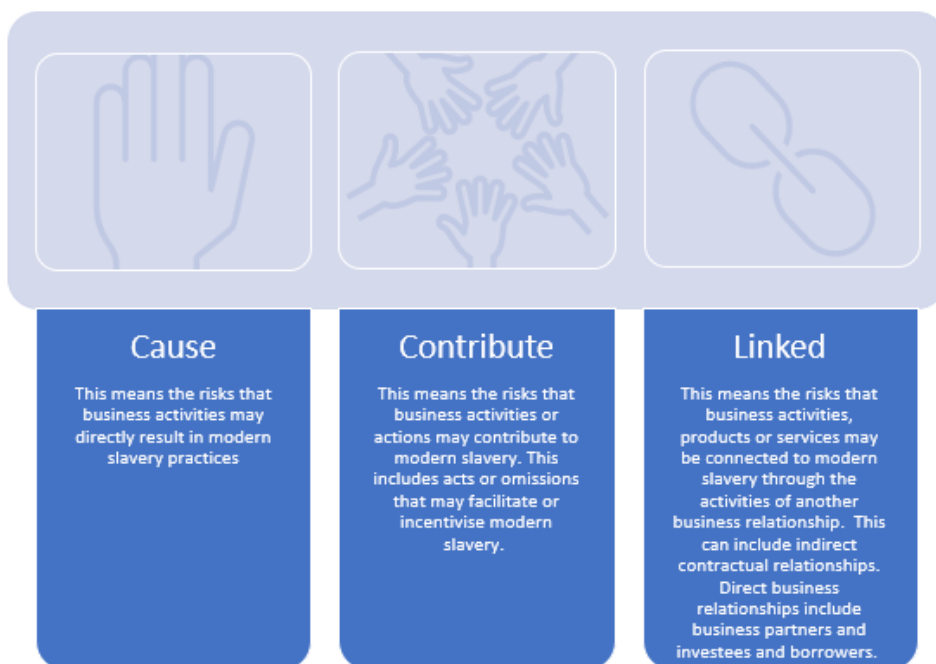 Cause
This means the risks that
business activities may
directly result in modern
slavery practices
Contribute
This means the risks that
business activities or
actions may contribute to
modern slavery. This
includes acts or omissions
that may facilitate or
incentivise modern
slavery.
Linked
This means the risks that
business activities,
products or services may
be connected to modern
slavery through the
activities of another
business relationship.  This
can include indirect
contractual relationships.
Direct business
relationships include
business partners and
investees and borrowers.